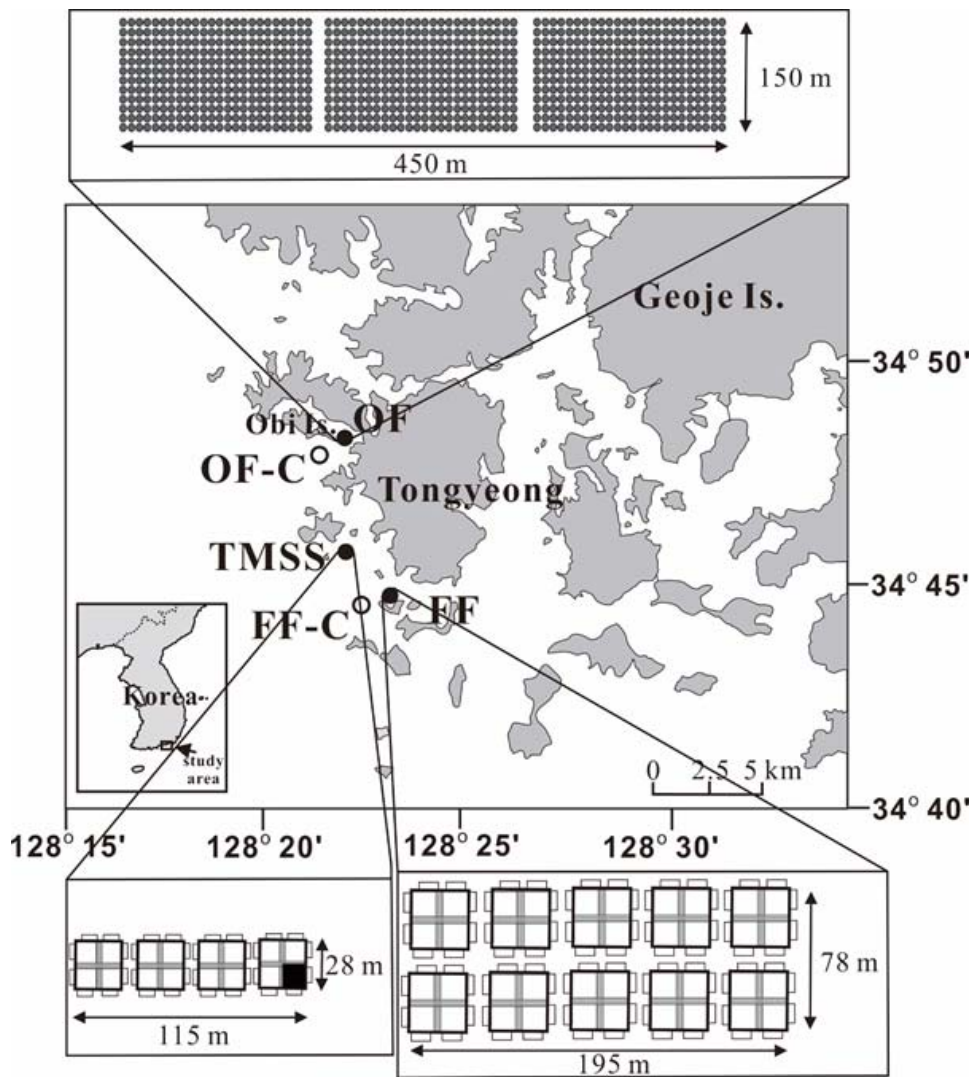 150 m
450 m
Geoje Is.
34° 50'
Obi Is. OF
OF-C
Tongyeong
TMSS
34° 45'
FF-C FF
Korea
study
area
0 2.5 5 km
34° 40'
128° 15' 128° 20' 128° 25' 128° 30'
28 m
115 m
78 m
195 m